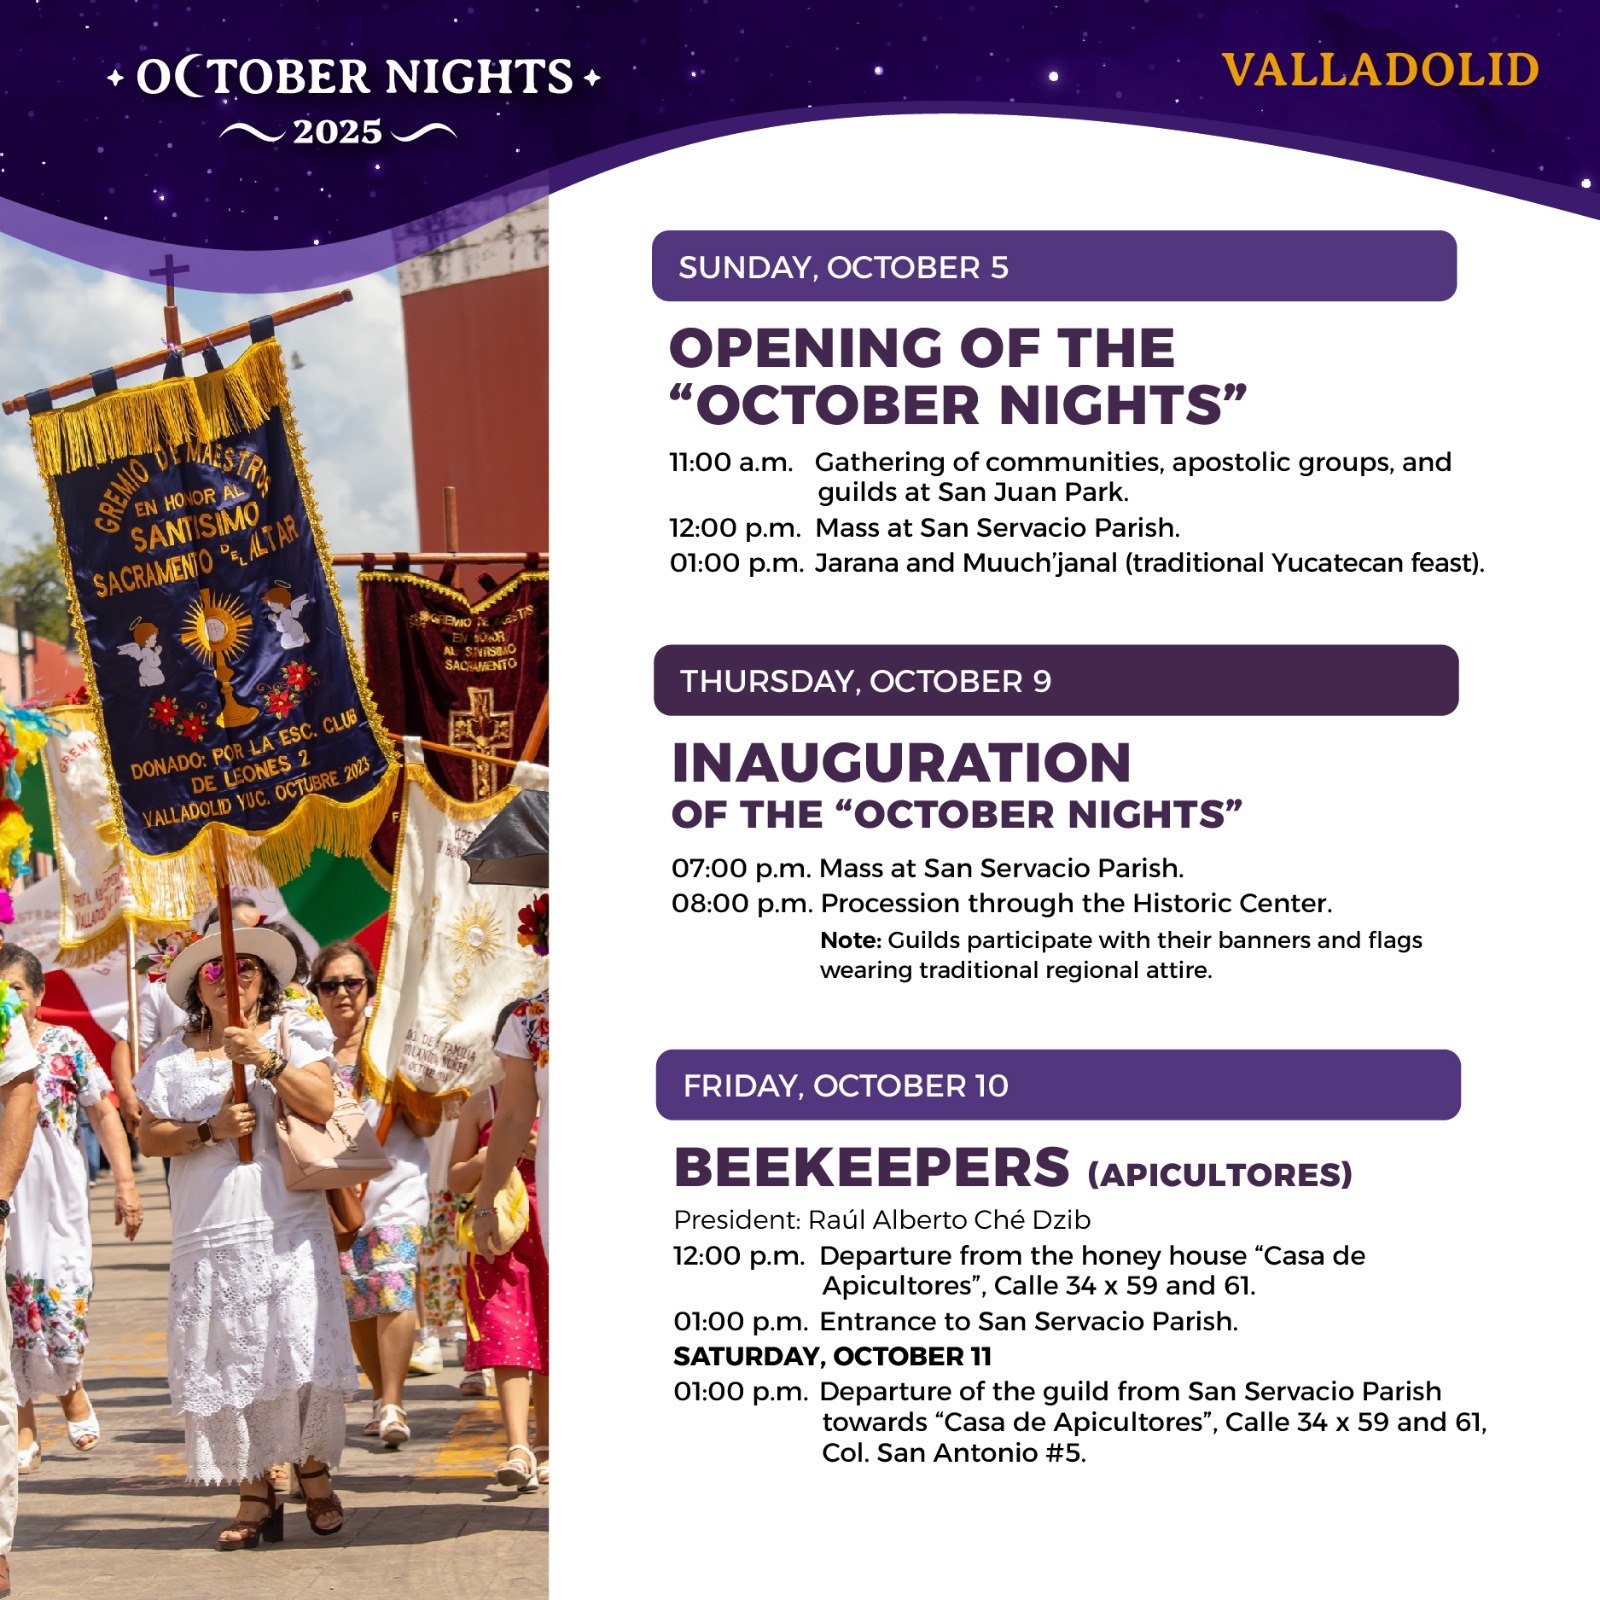 OCTOBER NIGHTS
2025
VALLADOLID
SUNDAY, OCTOBER 5
OPENING OF THE
“OCTOBER NIGHTS”
11:00 a.m. Gathering of communities, apostolic groups, and
guilds at San Juan Park.
12:00 p.m. Mass at San Servacio Parish.
01:00 p.m. Jarana and Muuch’janal (traditional Yucatecan feast).
THURSDAY, OCTOBER 9
INAUGURATION
OF THE “OCTOBER NIGHTS”
07:00 p.m. Mass at San Servacio Parish.
08:00 p.m. Procession through the Historic Center.
Note: Guilds participate with their banners and flags
wearing traditional regional attire.
FRIDAY, OCTOBER 10
BEEKEEPERS (APICULTORES)
President: Raúl Alberto Ché Dzib
12:00 p.m. Departure from the honey house “Casa de
Apicultores”, Calle 34 x 59 and 61.
01:00 p.m. Entrance to San Servacio Parish.
SATURDAY, OCTOBER 11
01:00 p.m. Departure of the guild from San Servacio Parish
towards “Casa de Apicultores”, Calle 34 x 59 and 61,
Col. San Antonio #5.
GREMIO DE MAESTROS
EN HONOR AL
SANTISIMO
SACRAMENTO DEL ALTAR
DONADO: POR LA ESC. CLUB
DE LEONES 2
VALLADOLID YUC. OCTUBRE 2023
GREMIO DE
EN HONOR
AL SANTISIMO
SACRAMENTO